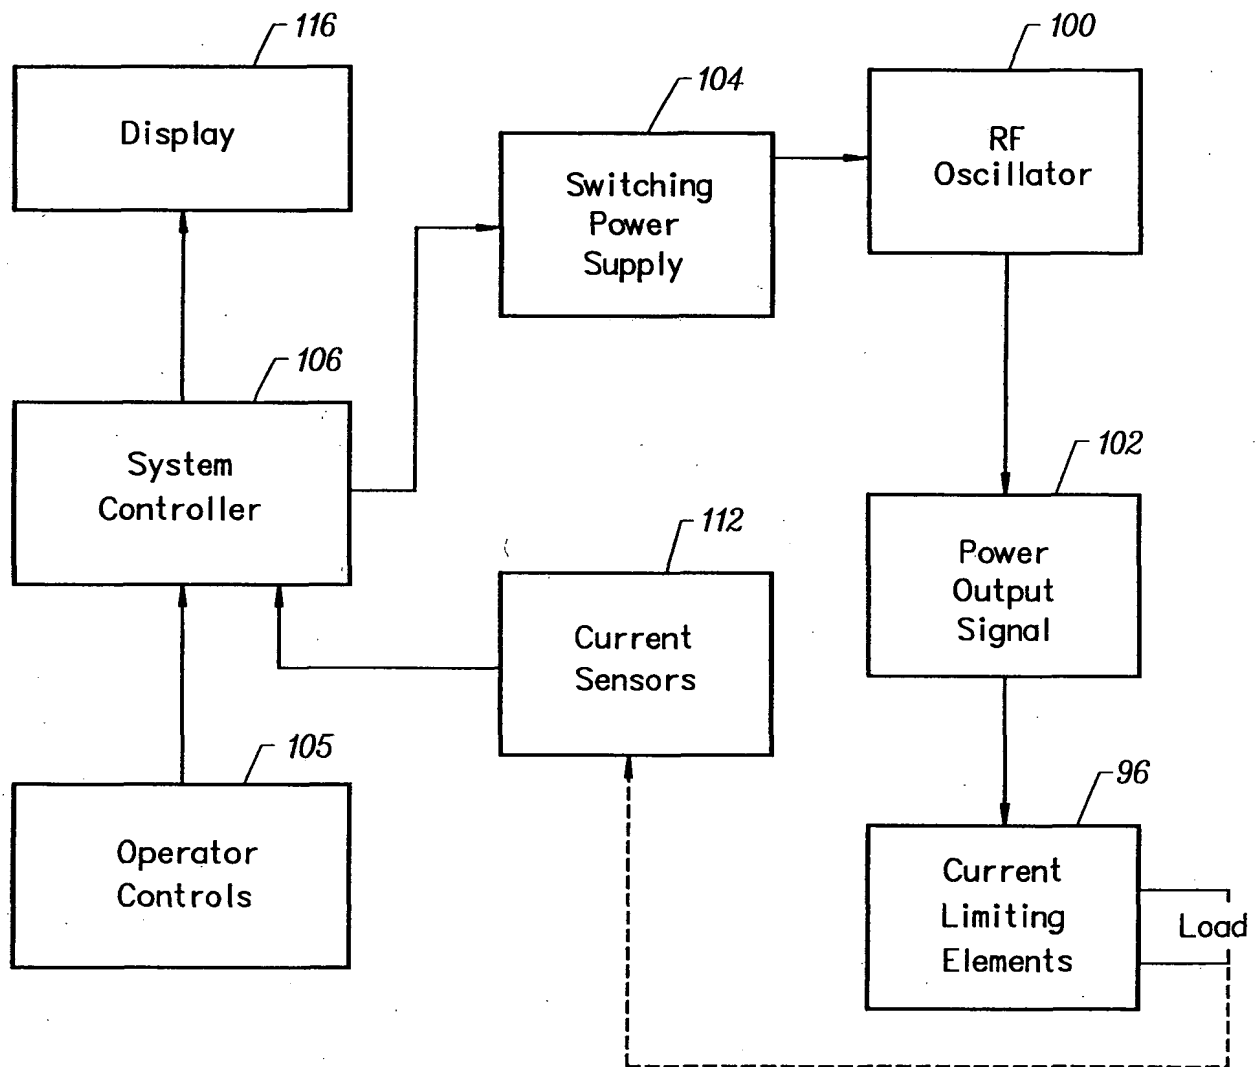 116
Display
104
Switching
Power
Supply
100
RF
Oscillator
106
System
Controller
112
Current
Sensors
102
Power
Output
Signal
105
Operator
Controls
96
Current
Limiting
Elements
Load